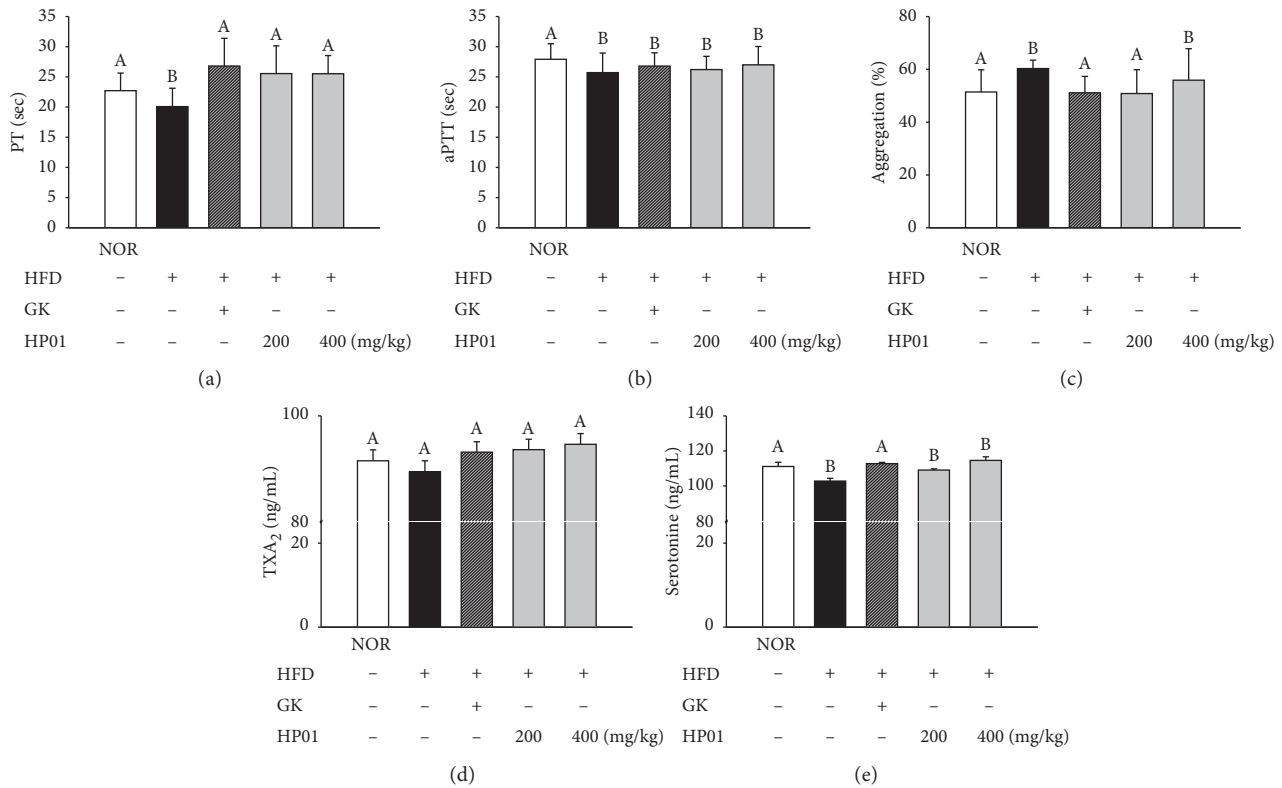 35
30
25
20
15
10
5
0
PT (sec)
A
B
A
A
A
NOR
HFD – + + + +
GK – – + – –
HP01 – – – 200 400 (mg/kg)
(a)
35
30
25
20
15
10
5
0
aPTT (sec)
A
B
B
B
B
NOR
HFD – + + + +
GK – – + – –
HP01 – – – 200 400 (mg/kg)
(b)
80
60
40
20
0
Aggregation (%)
A
B
A
A
B
NOR
HFD – + + + +
GK – – + – –
HP01 – – – 200 400 (mg/kg)
(c)
100
80
20
0
TXA2 (ng/mL)
A
A
A
A
A
NOR
HFD – + + + +
GK – – + – –
HP01 – – – 200 400 (mg/kg)
(d)
140
120
100
80
20
0
Serotonine (ng/mL)
A
B
A
B
B
NOR
HFD – + + + +
GK – – + – –
HP01 – – – 200 400 (mg/kg)
(e)